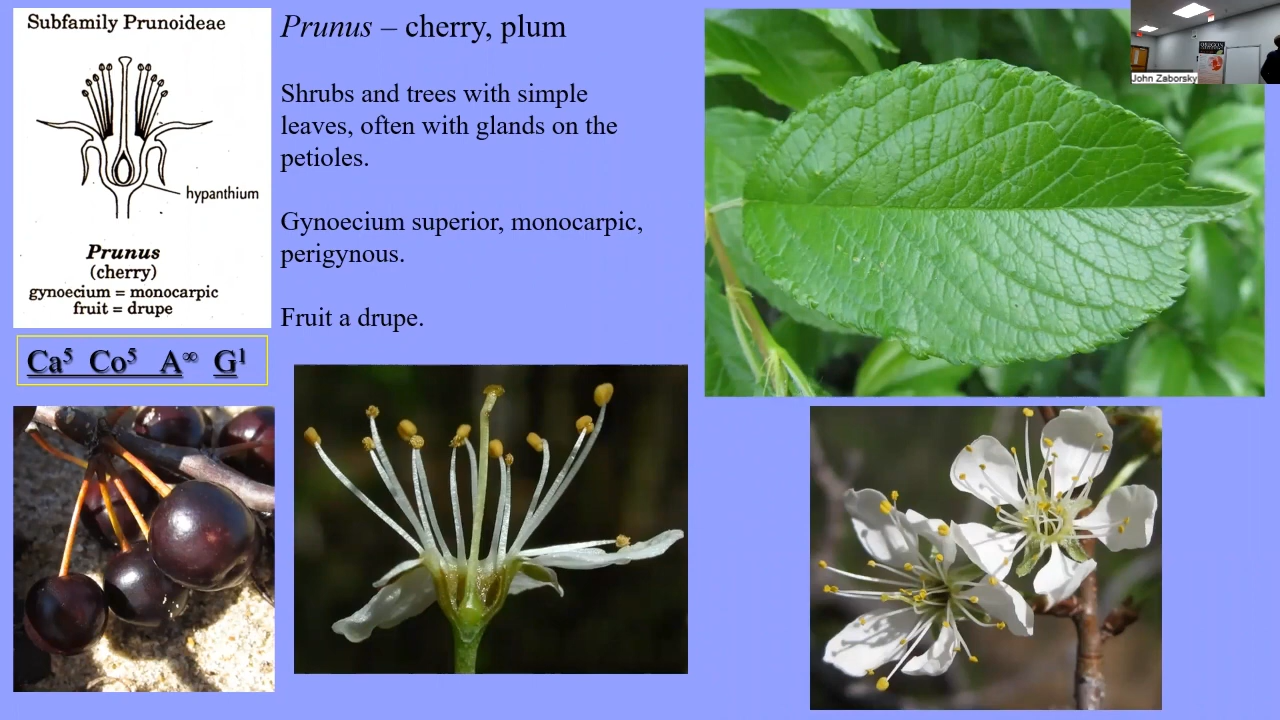 Subfamily Prunoideae
hypanthium
Prunus
(cherry)
gynoecium = monocarpic
fruit = drupe
Ca⁵ Co⁵ A∞ G¹
Prunus – cherry, plum
Shrubs and trees with simple
leaves, often with glands on the
petioles.
Gynoecium superior, monocarpic,
perigynous.
Fruit a drupe.
OREGON
John Zaborsky